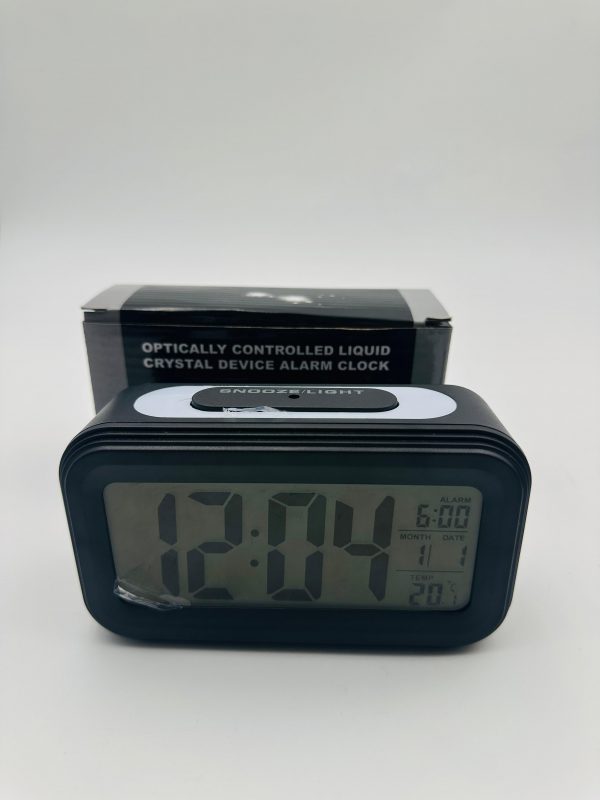 OPTICALLY CONTROLLED LIQUID
CRYSTAL DEVICE ALARM CLOCK
SNOOZE/LIGHT
12:04
ALARM
6:00
MONTH DATE
1 1
TEMP
20.7 °C